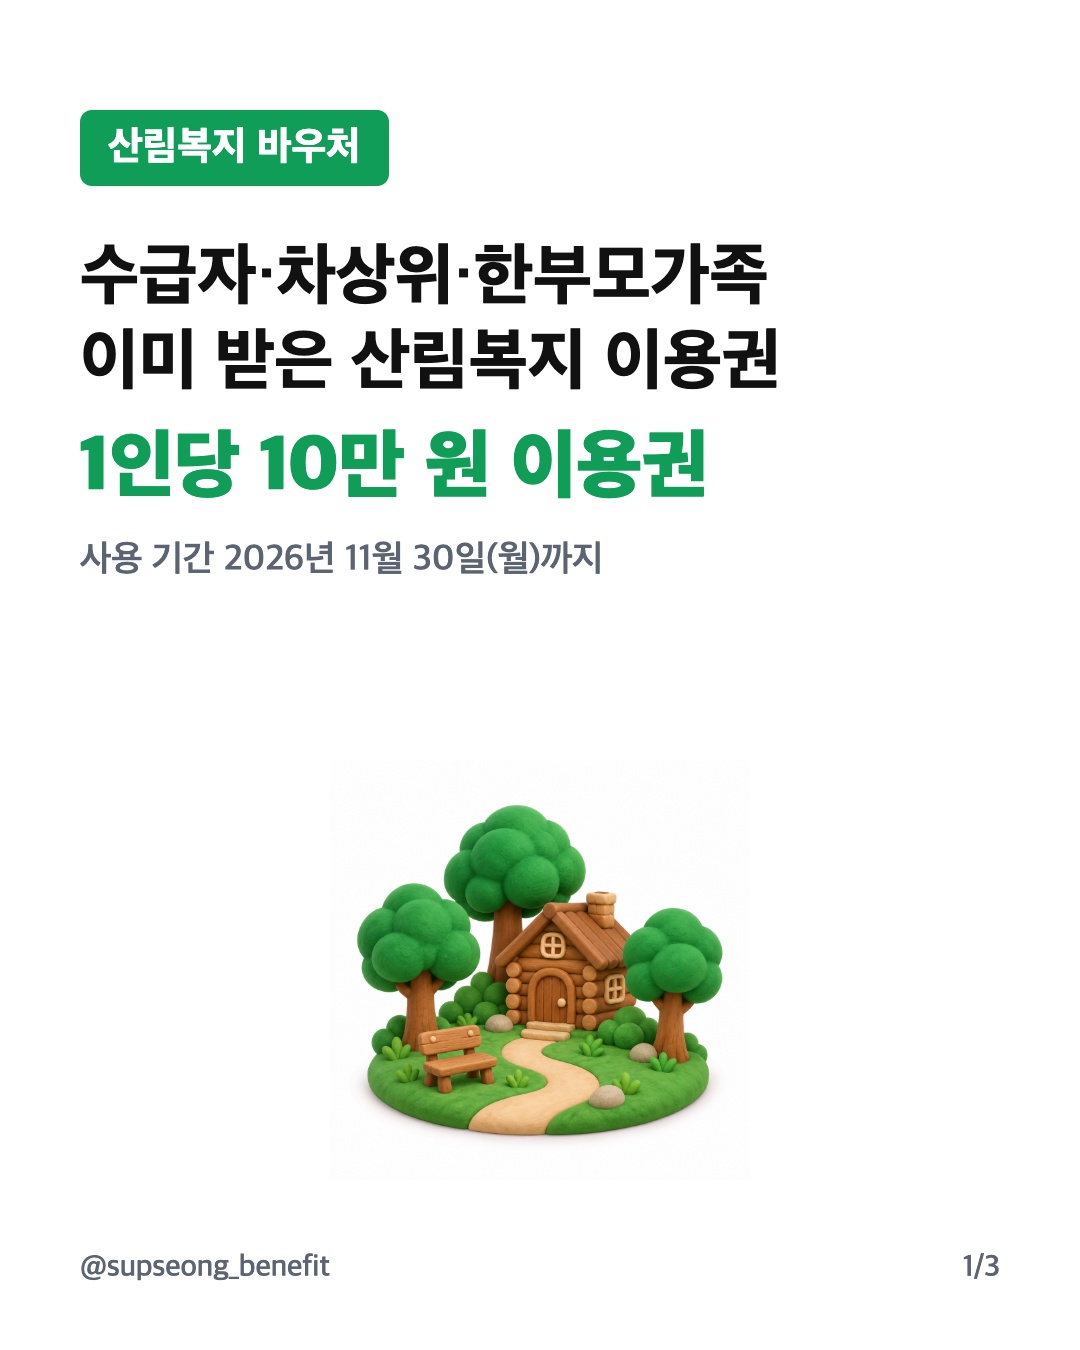 산림복지 바우처
수급자·차상위·한부모가족
이미 받은 산림복지 이용권
1인당 10만 원 이용권
사용 기간 2026년 11월 30일(월)까지
@supseong_benefit
1/3